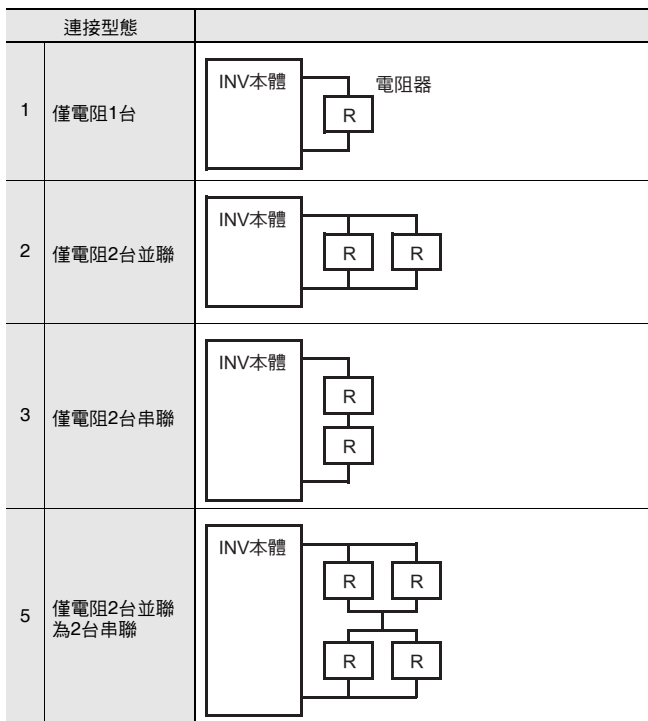 連接型態
1
僅電阻1台
INV本體
電阻器
R
2
僅電阻2台並聯
INV本體
R
R
3
僅電阻2台串聯
INV本體
R
R
5
僅電阻2台並聯
為2台串聯
INV本體
R
R
R
R